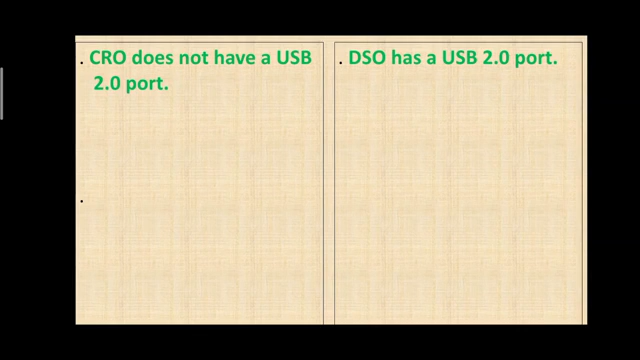 . CRO does not have a USB
2.0 port.
. DSO has a USB 2.0 port.
.